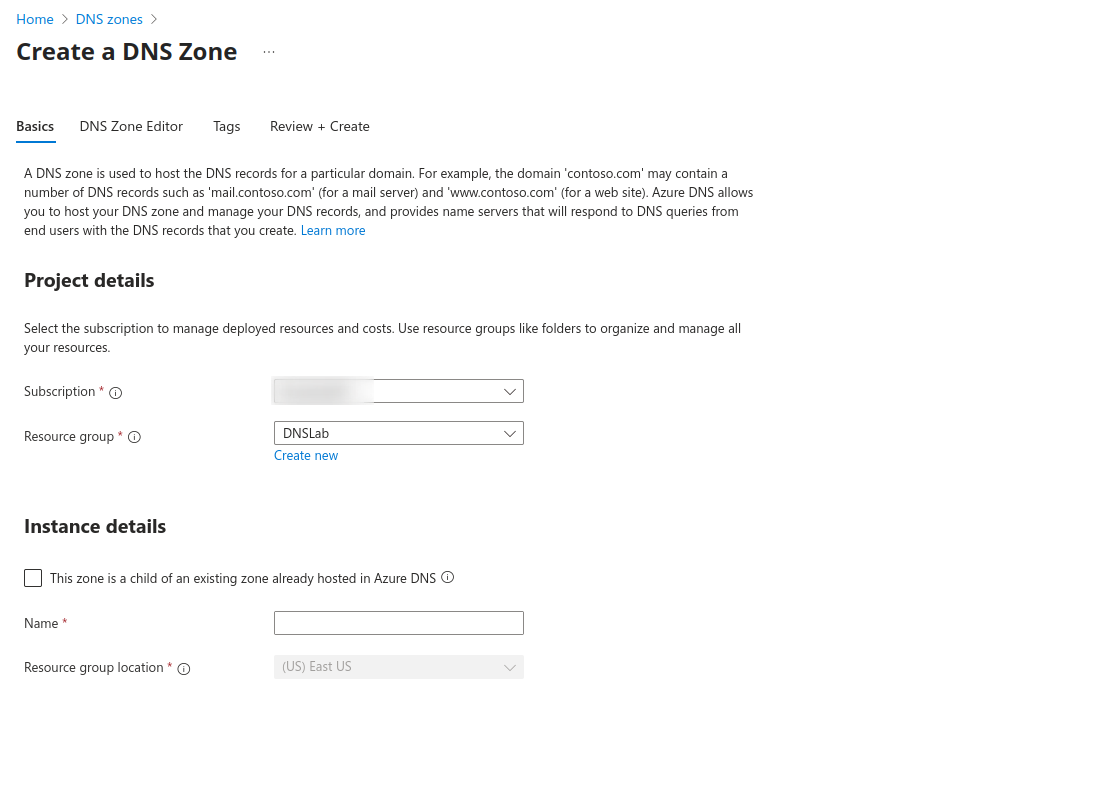 Home > DNS zones >
Create a DNS Zone ...
Basics DNS Zone Editor Tags Review + Create
A DNS zone is used to host the DNS records for a particular domain. For example, the domain 'contoso.com' may contain a
number of DNS records such as 'mail.contoso.com' (for a mail server) and 'www.contoso.com' (for a web site). Azure DNS allows
you to host your DNS zone and manage your DNS records, and provides name servers that will respond to DNS queries from
end users with the DNS records that you create. Learn more
Project details
Select the subscription to manage deployed resources and costs. Use resource groups like folders to organize and manage all
your resources.
Subscription *
Resource group * DNSLab
Create new
Instance details
This zone is a child of an existing zone already hosted in Azure DNS
Name *
Resource group location * (US) East US